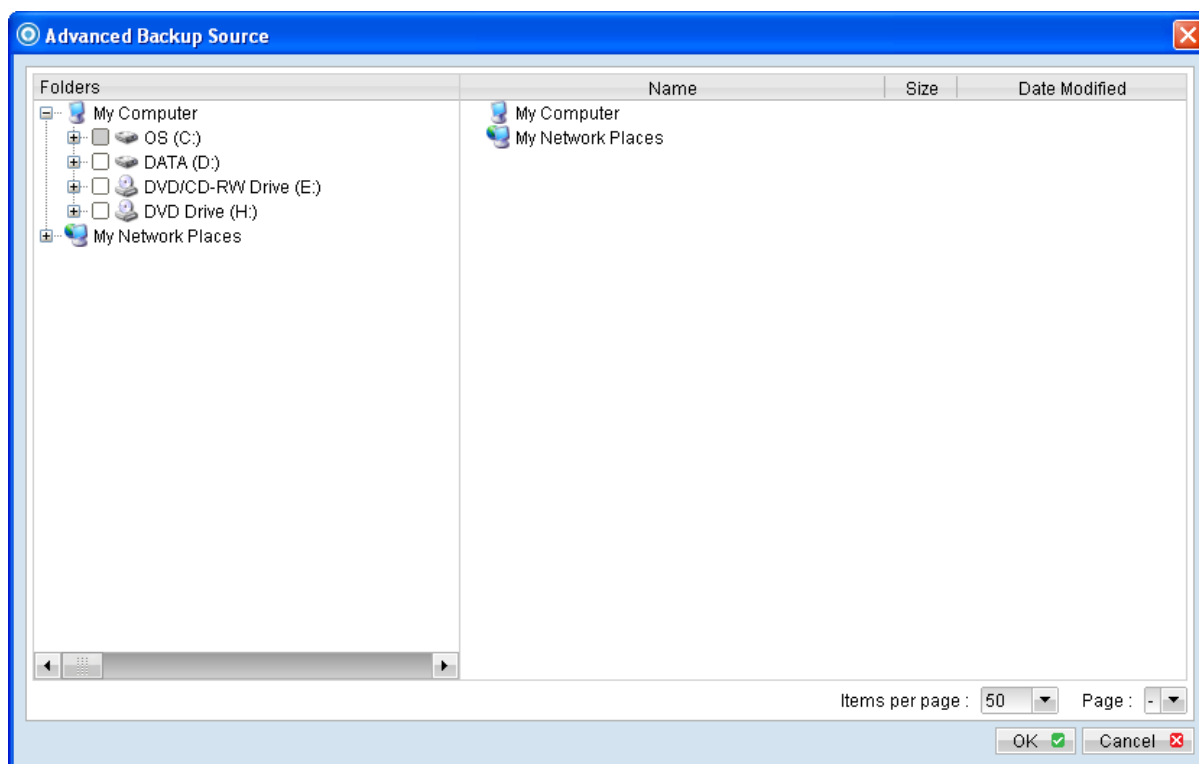 Advanced Backup Source
Folders
Name
Size
Date Modified
My Computer
OS (C:)
DATA (D:)
DVD/CD-RW Drive (E:)
DVD Drive (H:)
My Network Places
My Computer
My Network Places
Items per page : 50
Page : -
OK
Cancel